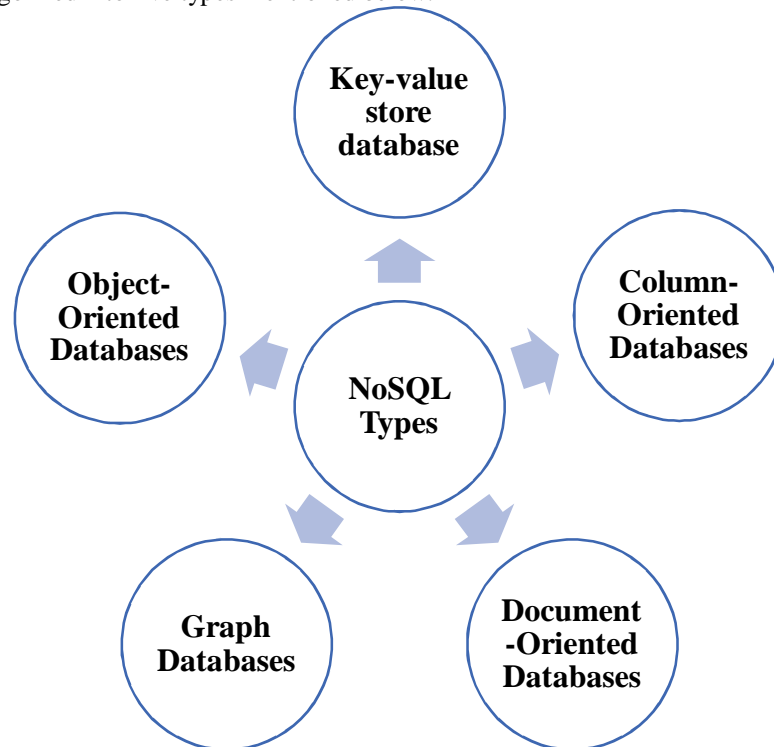 Key-value
store
database
Column-
Oriented
Databases
Document
-Oriented
Databases
Graph
Databases
Object-
Oriented
Databases
NoSQL
Types